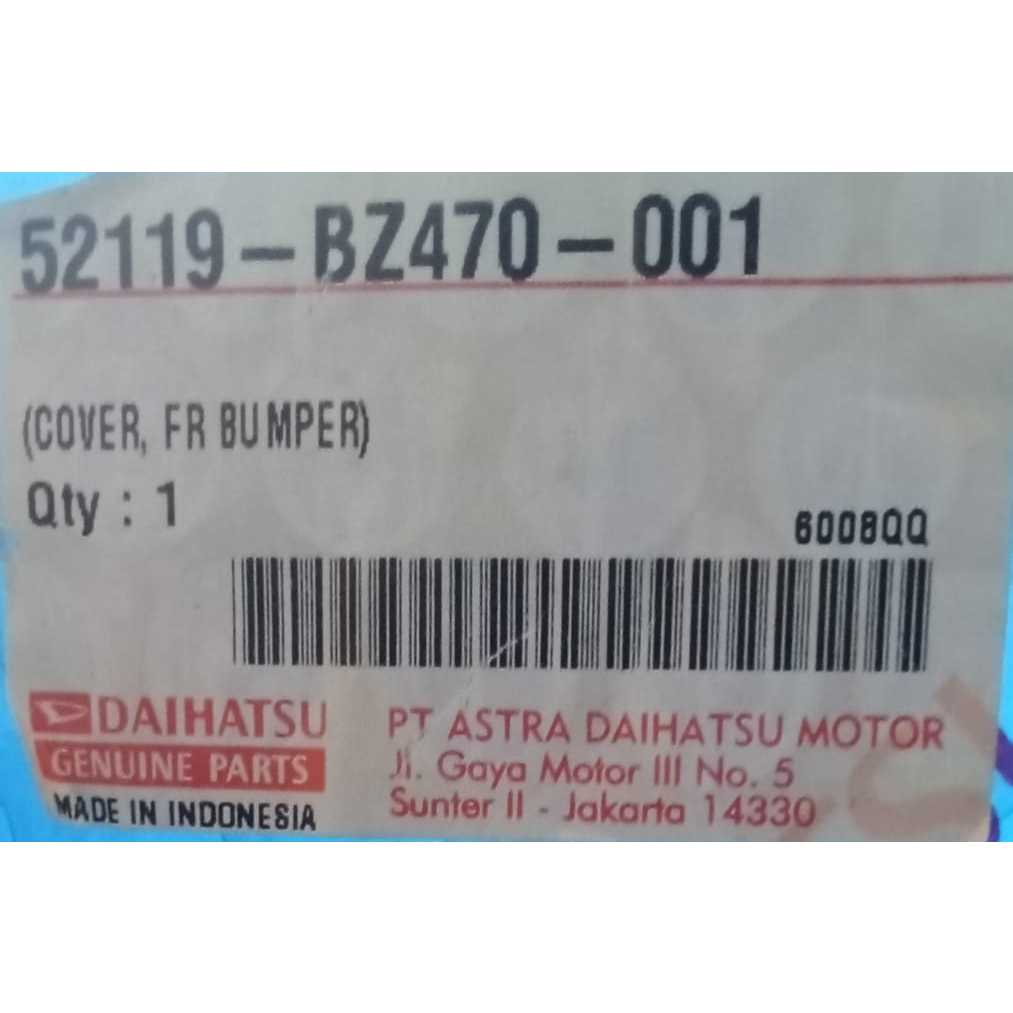 52119-BZ470-001
(COVER, FR BUMPER)
Qty : 1
6008QQ
DAIHATSU
GENUINE PARTS
MADE IN INDONESIA
PT ASTRA DAIHATSU MOTOR
Jl. Gaya Motor III No. 5
Sunter II - Jakarta 14330